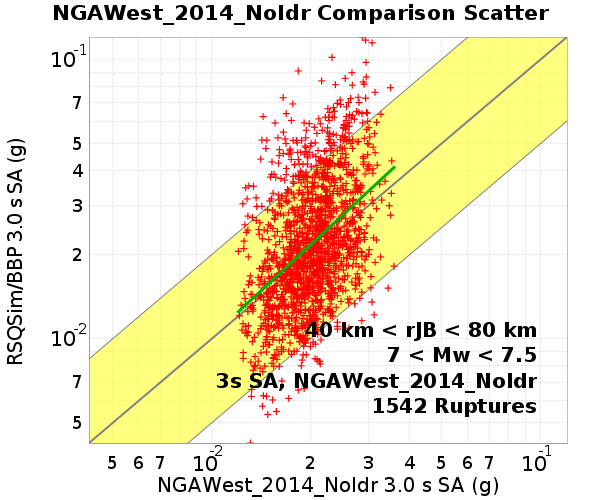 NGAWest_2014_NoIdr Comparison Scatter
RSQSim/BBP 3.0 s SA (g)
10-1
7
5
4
3
2
10-2
7
5
40 km < rJB < 80 km
7 < Mw < 7.5
3s SA, NGAWest_2014_NoIdr
1542 Ruptures
5 6 7 10-2 2 3 4 5 6 7 10-1
NGAWest_2014_NoIdr 3.0 s SA (g)